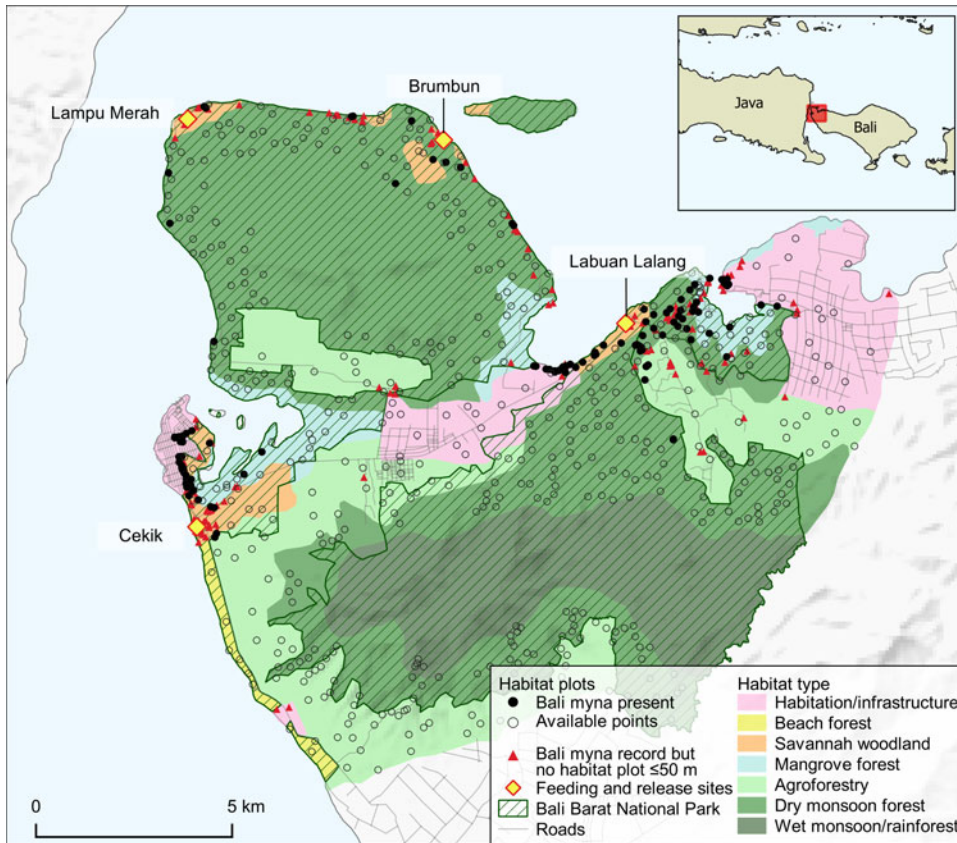 Lampu Merah
Brumbun
Java
Bali
Labuan Lalang
Cekik
0
5 km
Habitat plots
Bali myna present
Available points
Bali myna record but
no habitat plot ≤50 m
Feeding and release sites
Bali Barat National Park
Roads
Habitat type
Habitation/infrastructure
Beach forest
Savannah woodland
Mangrove forest
Agroforestry
Dry monsoon forest
Wet monsoon/rainforest